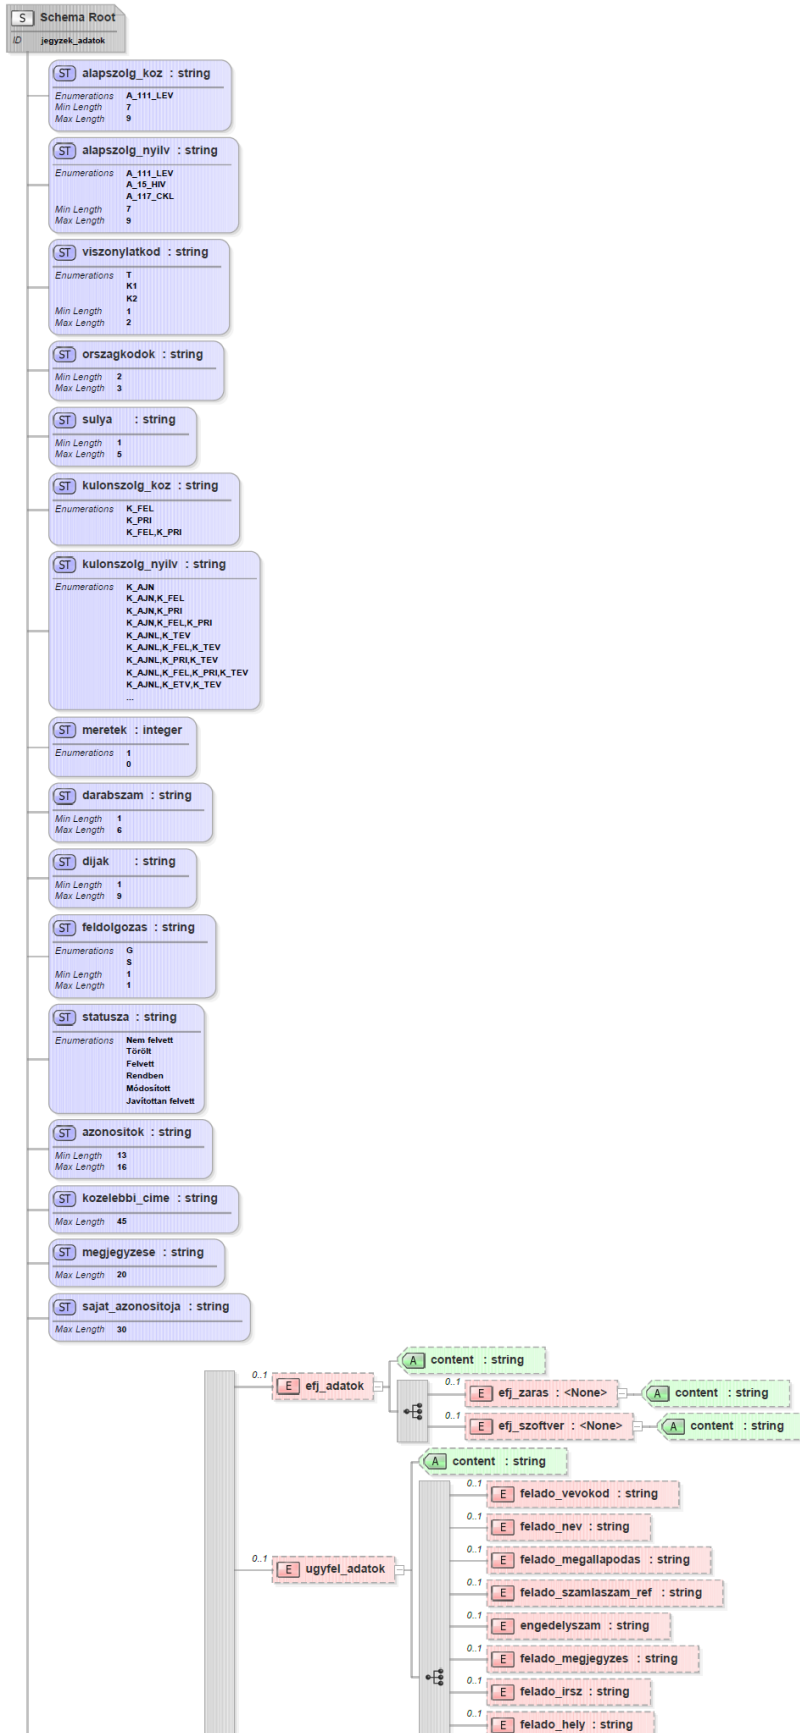 S Schema Root
ID jegyzek_adatok
ST alapszolg_koz : string
Enumerations A_111_LEV
Min Length 7
Max Length 9
ST alapszolg_nyilv : string
Enumerations A_111_LEV
A_15_HIV
A_117_CKL
Min Length 7
Max Length 9
ST viszonylatkod : string
Enumerations T
K1
K2
Min Length 1
Max Length 2
ST orszagkodok : string
Min Length 2
Max Length 3
ST sulya : string
Min Length 1
Max Length 5
ST kulonszolg_koz : string
Enumerations K_FEL
K_PRI
K_FEL,K_PRI
ST kulonszolg_nyilv : string
Enumerations K_AJN
K_AJN,K_FEL
K_AJN,K_PRI
K_AJN,K_FEL,K_PRI
K_AJNL,K_TEV
K_AJNL,K_FEL,K_TEV
K_AJNL,K_PRI,K_TEV
K_AJNL,K_FEL,K_PRI,K_TEV
K_AJNL,K_ETV,K_TEV
...
ST meretek : integer
Enumerations 1
0
ST darabszam : string
Min Length 1
Max Length 6
ST dijak : string
Min Length 1
Max Length 9
ST feldolgozas : string
Enumerations G
S
Min Length 1
Max Length 1
ST statusza : string
Enumerations Nem felvett
Törölt
Felvett
Rendben
Módosított
Javítottan felvett
ST azonositok : string
Min Length 13
Max Length 16
ST kozelebbi_cime : string
Max Length 45
ST megjegyzese : string
Max Length 20
ST sajat_azonositoja : string
Max Length 30
0..1 E efj_adatok
A content : string
0..1 E efj_zaras : <None> A content : string
0..1 E efj_szoftver : <None> A content : string
0..1 E ugyfel_adatok
A content : string
0..1 E felado_vevokod : string
0..1 E felado_nev : string
0..1 E felado_megallapodas : string
0..1 E felado_szamlaszam_ref : string
0..1 E engedelyszam : string
0..1 E felado_megjegyzes : string
0..1 E felado_irsz : string
0..1 E felado_hely : string